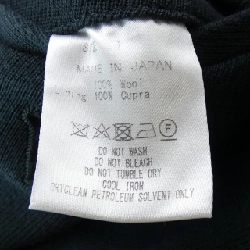 MADE IN JAPAN
100% Wool
100% Cupra
F
DO NOT WASH
DO NOT BLEACH
DO NOT TUMBLE DRY
COOL IRON
DRYCLEAN PETROLEUM SOLVENT ONLY